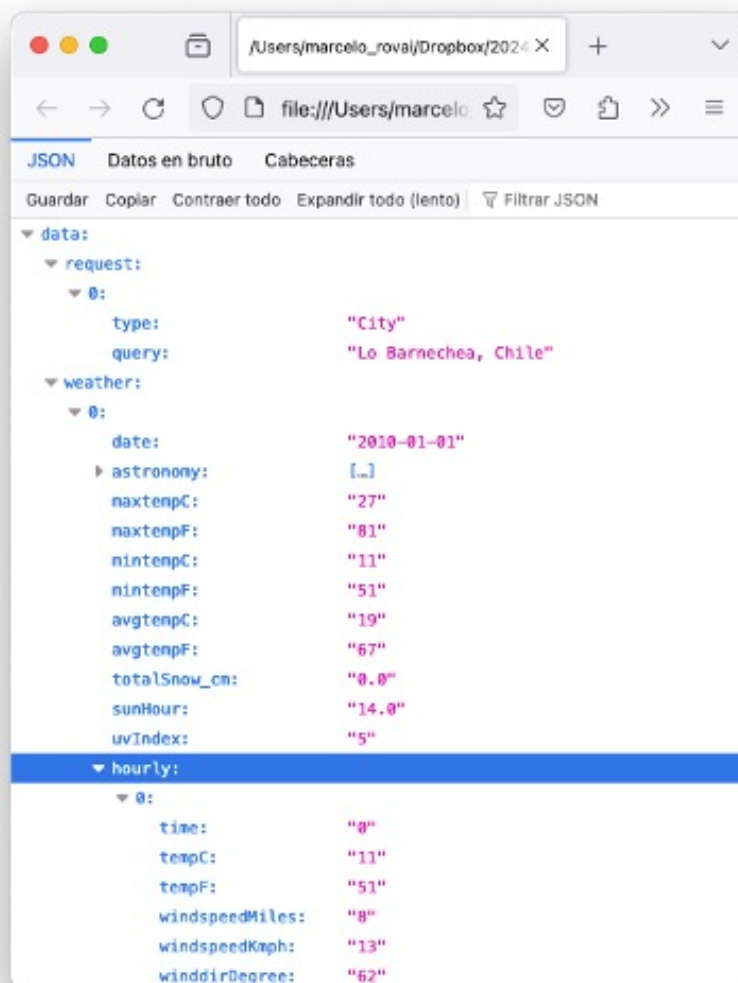 /Users/marcelo_rovai/Dropbox/2024
file:///Users/marcelo
JSON Datos en bruto Cabeceras
Guardar Copiar Contraer todo Expandir todo (lento) Filtrar JSON
data:
request:
0:
type: "City"
query: "Lo Barnechea, Chile"
weather:
0:
date: "2010-01-01"
astronomy: […]
maxtempC: "27"
maxtempF: "81"
mintempC: "11"
mintempF: "51"
avgtempC: "19"
avgtempF: "67"
totalSnow_cm: "0.0"
sunHour: "14.0"
uvIndex: "5"
hourly:
0:
time: "0"
tempC: "11"
tempF: "51"
windspeedMiles: "8"
windspeedKmph: "13"
winddirDegree: "62"